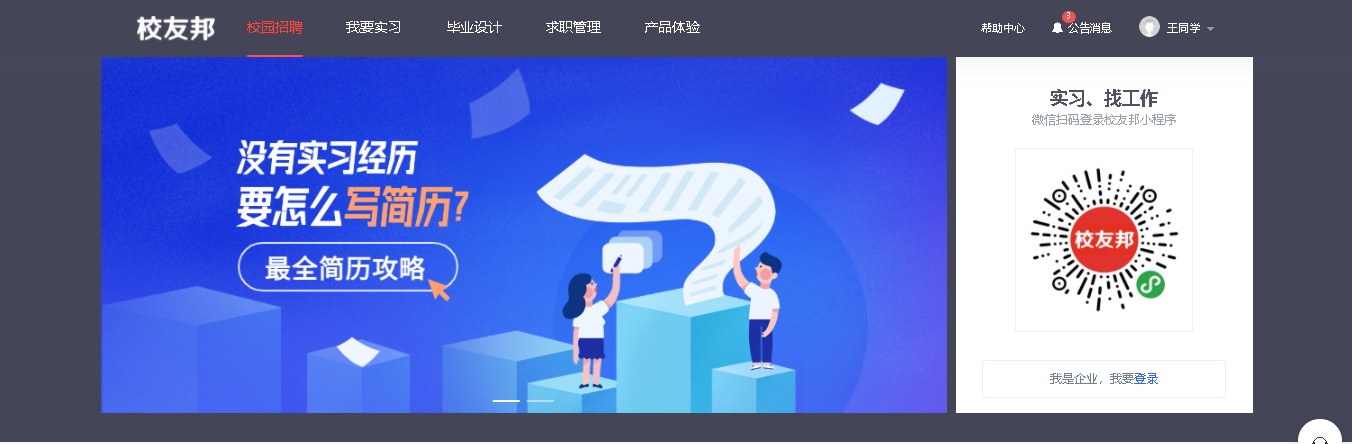 校友邦 校园招聘 我要实习 毕业设计 求职管理 产品体验 帮助中心 3 公告消息 王同学
没有实习经历
要怎么写简历?
最全简历攻略
实习、找工作
微信扫码登录校友邦小程序
校友邦
我是企业，我要登录